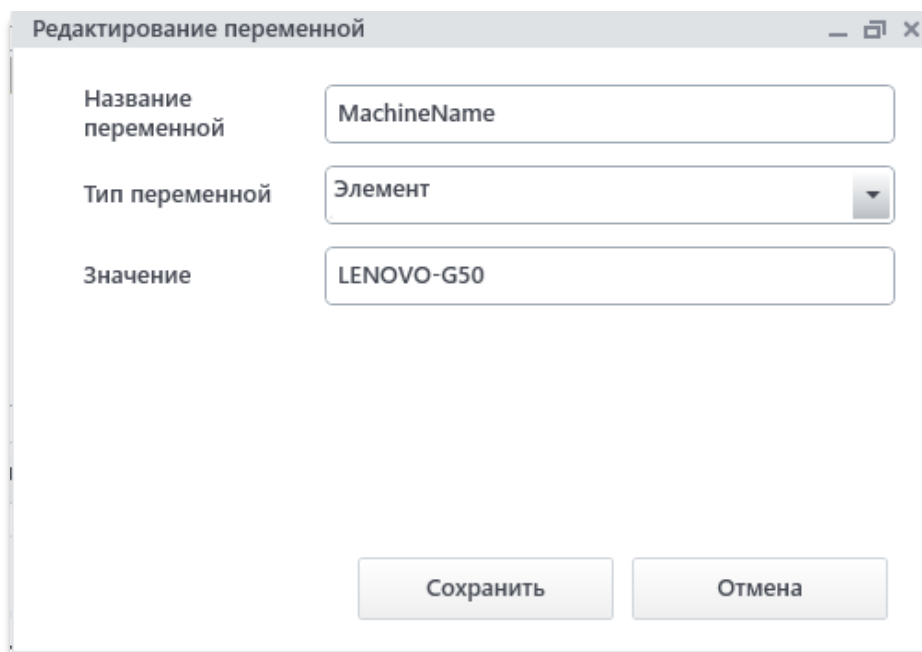 Редактирование переменной
Название
переменной
MachineName
Тип переменной
Элемент
Значение
LENOVO-G50
Сохранить
Отмена